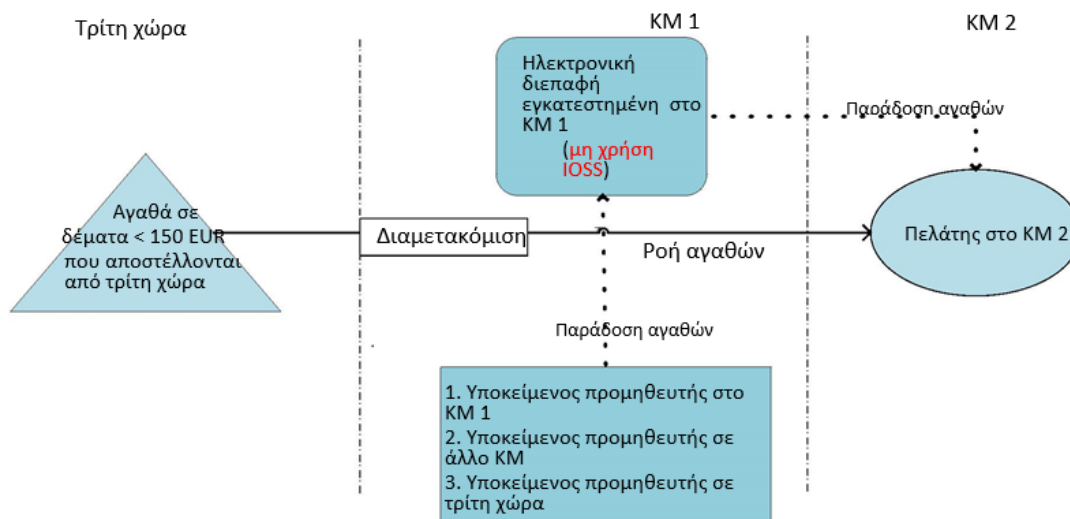 Τρίτη χώρα
ΚΜ 1
ΚΜ 2
Ηλεκτρονική
διεπαφή
εγκατεστημένη στο
ΚΜ 1
(μη χρήση
IOSS)
Παράδοση αγαθών
Αγαθά σε
δέματα < 150 EUR
που αποστέλλονται
από τρίτη χώρα
Διαμετακόμιση
Ροή αγαθών
Πελάτης στο ΚΜ 2
Παράδοση αγαθών
1. Υποκείμενος προμηθευτής στο
ΚΜ 1
2. Υποκείμενος προμηθευτής σε
άλλο ΚΜ
3. Υποκείμενος προμηθευτής σε
τρίτη χώρα